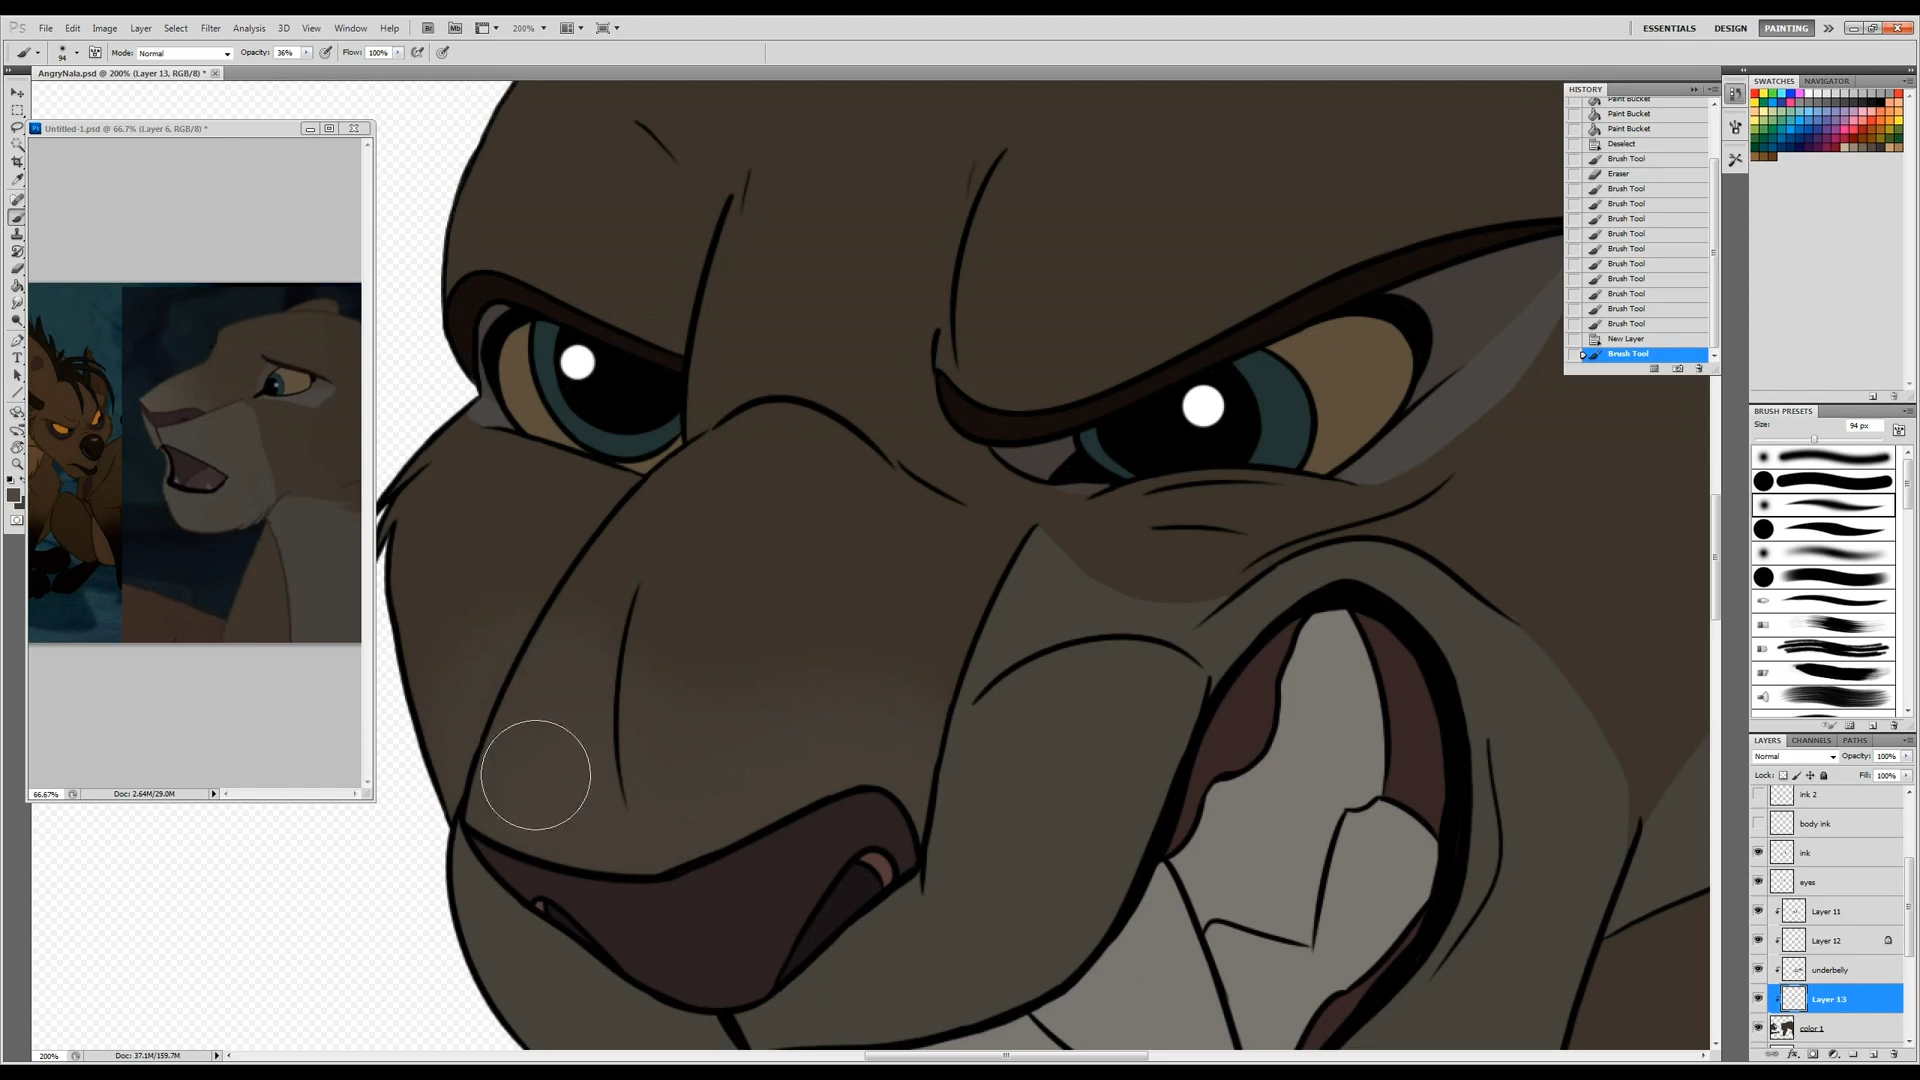 Ps File Edit Image Layer Select Filter Analysis 3D View Window Help Br Mb 200% ESSENTIALS DESIGN PAINTING
94 Mode: Normal Opacity: 36% Flow: 100%
AngryNala.psd @ 200% (Layer 13, RGB/8) *
Untitled-1.psd @ 66.7% (Layer 6, RGB/8) *
66.67% Doc: 2.64M/29.0M
200% Doc: 37.1M/159.7M
HISTORY
Paint Bucket
Paint Bucket
Paint Bucket
Deselect
Brush Tool
Eraser
Brush Tool
Brush Tool
Brush Tool
Brush Tool
Brush Tool
Brush Tool
Brush Tool
Brush Tool
Brush Tool
Brush Tool
New Layer
Brush Tool
SWATCHES NAVIGATOR
BRUSH PRESETS
Size: 94 px
LAYERS CHANNELS PATHS
Normal Opacity: 100%
Lock: Fill: 100%
ink 2
body ink
ink
eyes
Layer 11
Layer 12
underbelly
Layer 13
color 1